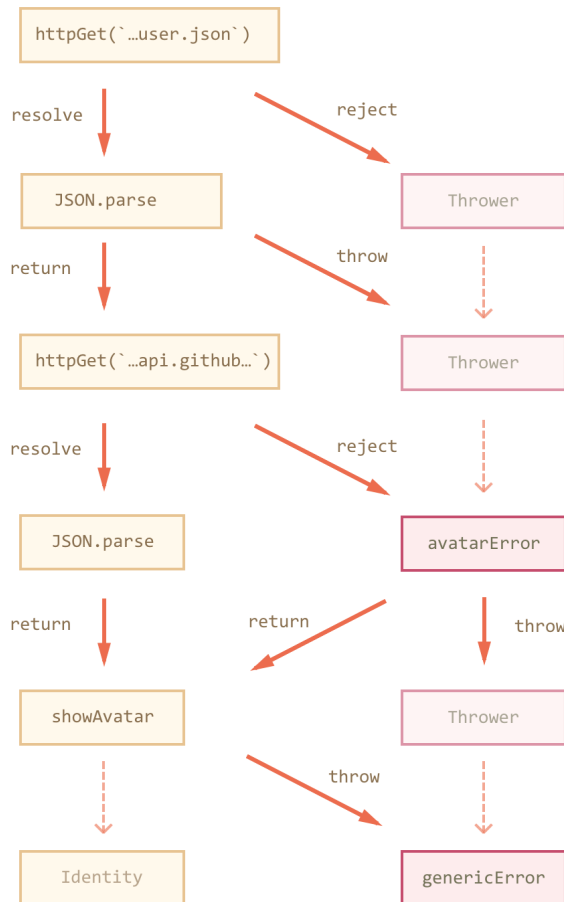 httpGet(`…user.json`)
resolve
reject
JSON.parse
Thrower
return
throw
httpGet(`…api.github…`)
Thrower
resolve
reject
JSON.parse
avatarError
return
return
throw
showAvatar
Thrower
throw
Identity
genericError